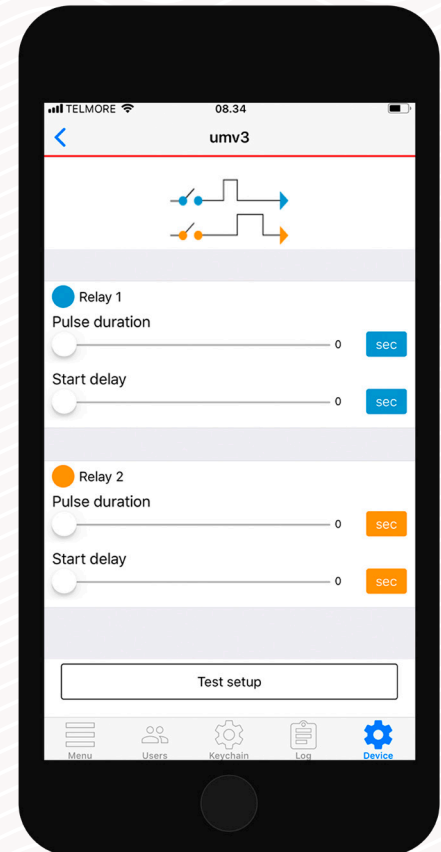 TELMORE 08.34
umv3
Relay 1
Pulse duration
0 sec
Start delay
0 sec
Relay 2
Pulse duration
0 sec
Start delay
0 sec
Test setup
Menu Users Keychain Log Device